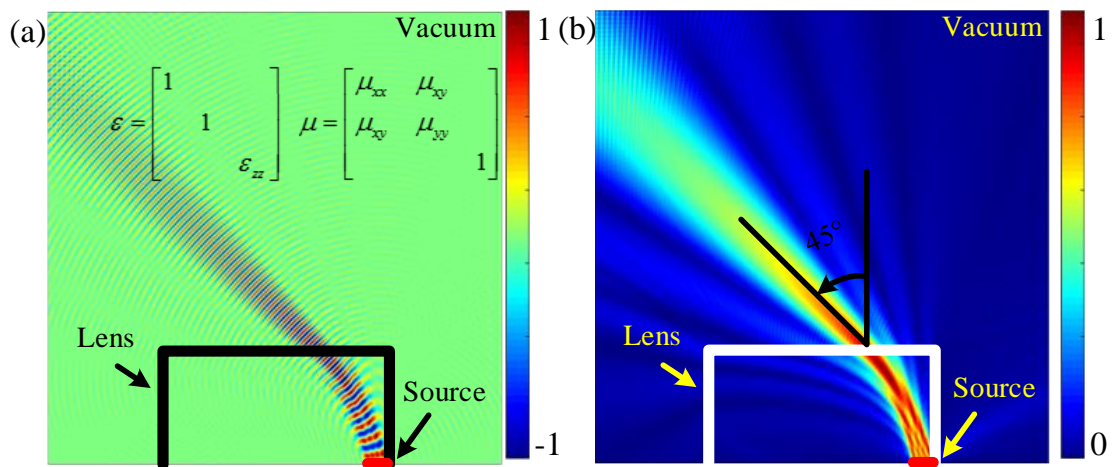 (a)
Vacuum
1
ε = [1 1 ε_zz] μ = [μ_xx μ_xy μ_xy μ_yy 1]
Lens
Source
-1
(b)
Vacuum
1
45°
Lens
Source
0